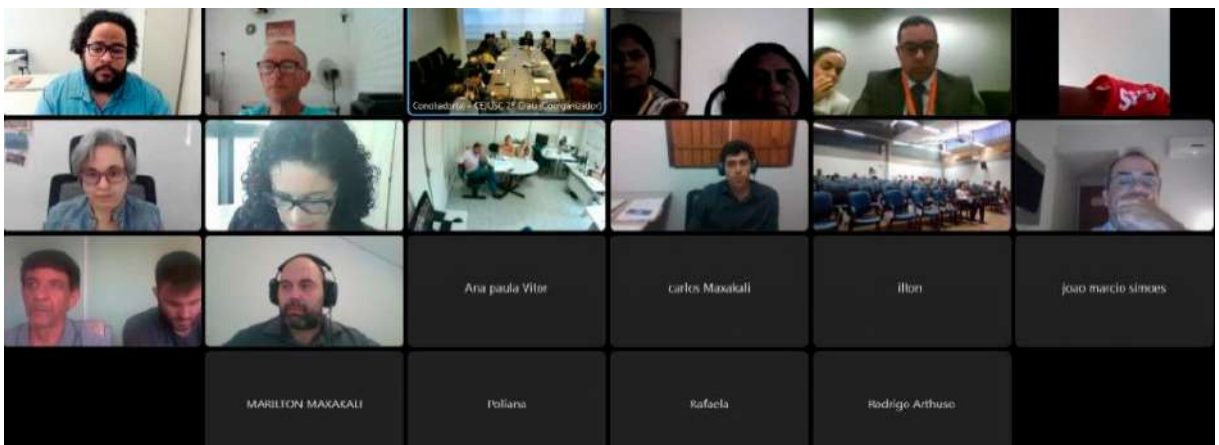 Conciliador(a) - CEJUSC 2º Grau (Coorganizador)
Ana paula Vitor
carlos Maxakali
ilton
joao marcio simoes
MARILTON MAXAKALI
Poliana
Rafaela
Rodrigo Arthuso